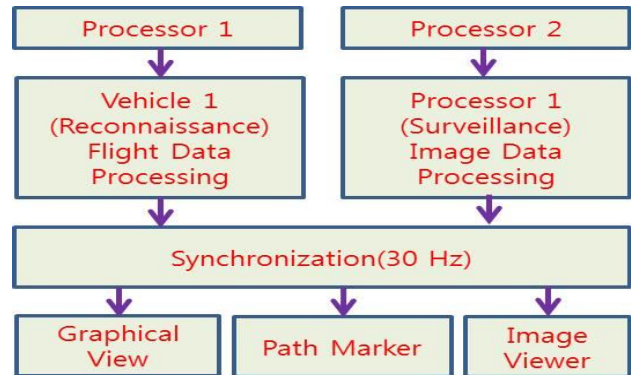 Processor 1
Processor 2
Vehicle 1
(Reconnaissance)
Flight Data
Processing
Processor 1
(Surveillance)
Image Data
Processing
Synchronization(30 Hz)
Graphical
View
Path Marker
Image
Viewer